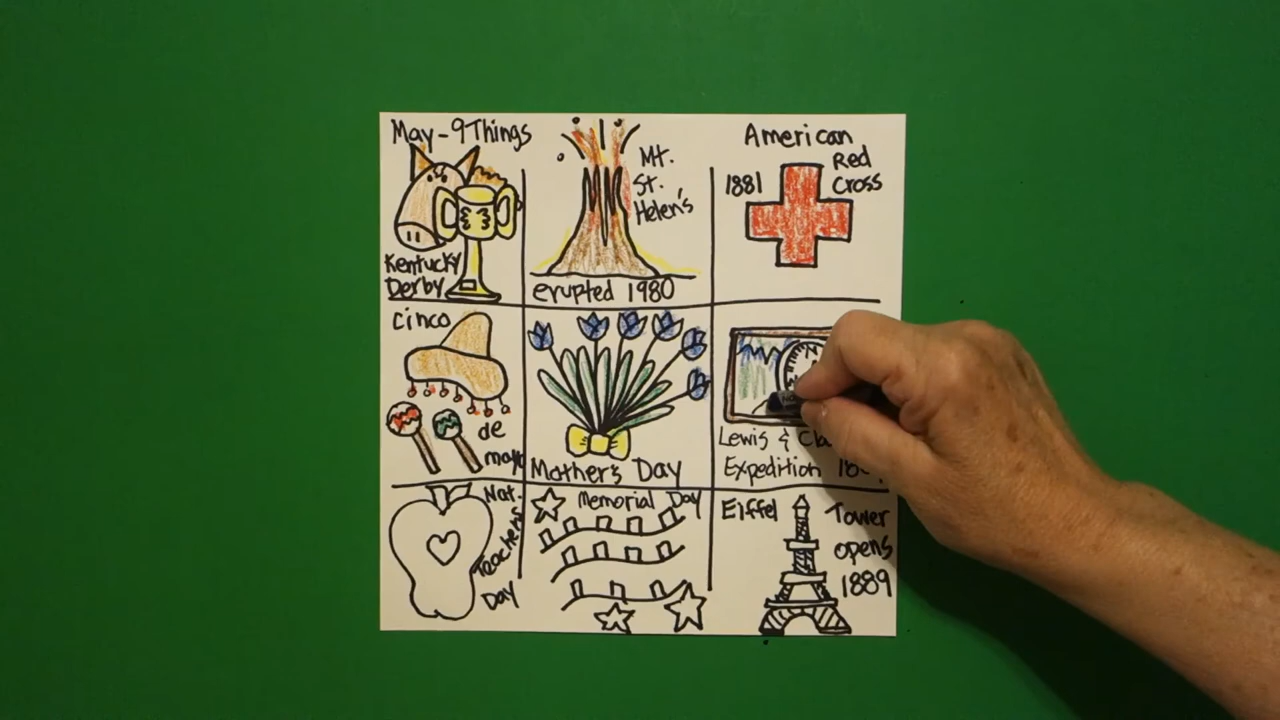 May-9 Things
Kentucky
Derby
Mt.
St.
Helen's
erupted 1980
American
Red
Cross
1881
Cinco
de
mayo
Mother's Day
Lewis &
Expedition
Nat.
Teachers
Day
Memorial Day
Eiffel
Tower
opens
1889